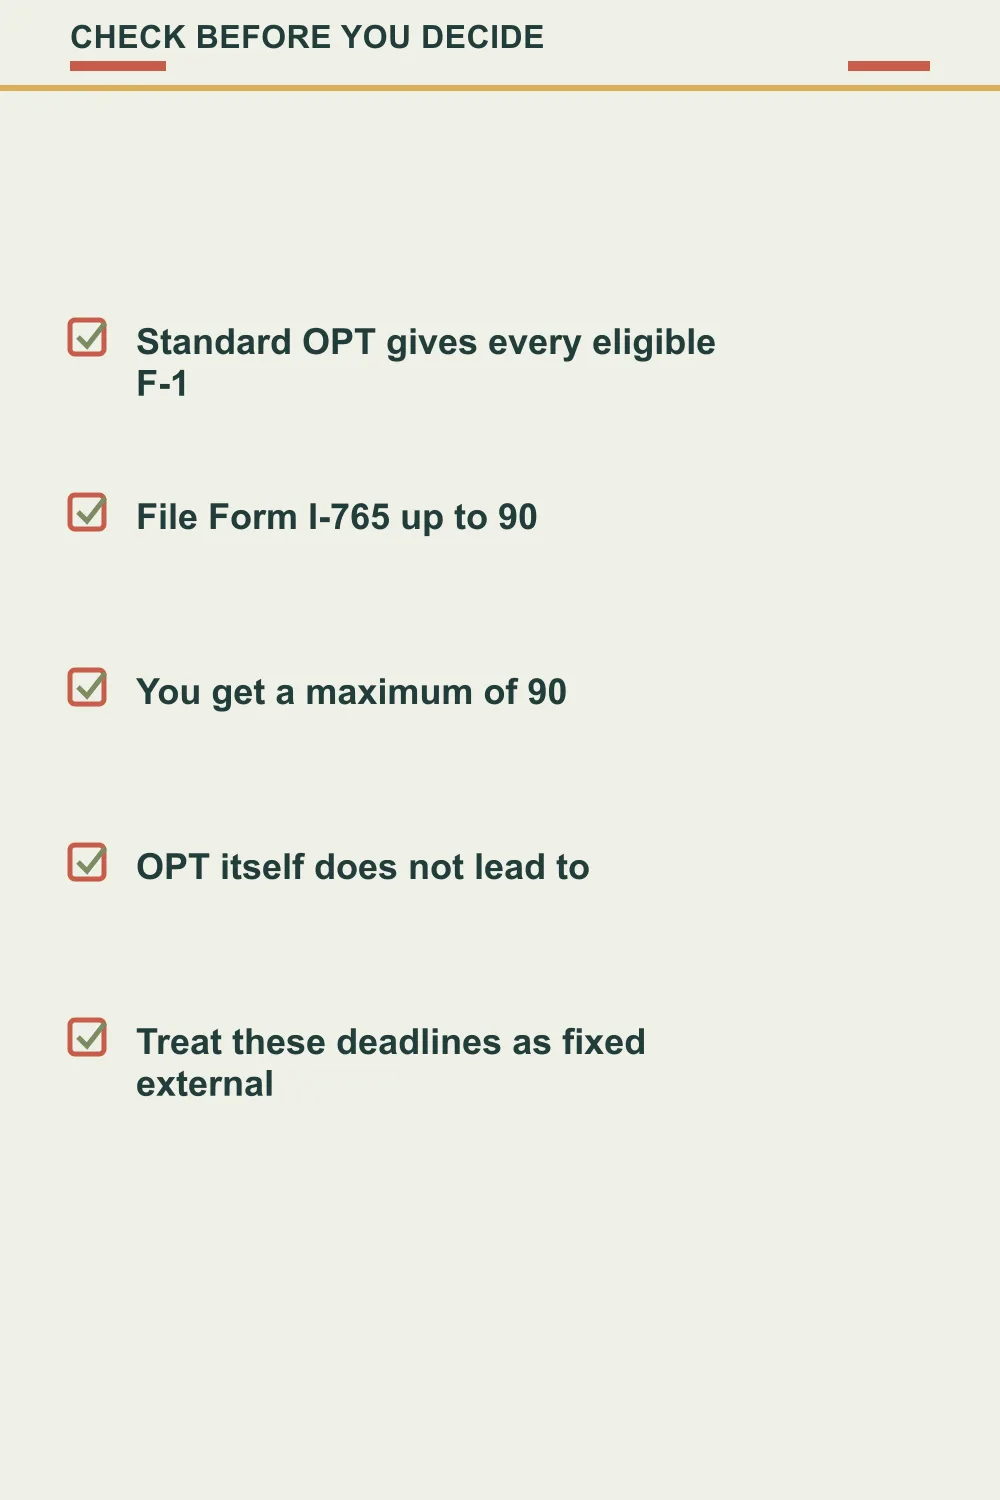 CHECK BEFORE YOU DECIDE
Standard OPT gives every eligible
F-1
File Form I-765 up to 90
You get a maximum of 90
OPT itself does not lead to
Treat these deadlines as fixed
external